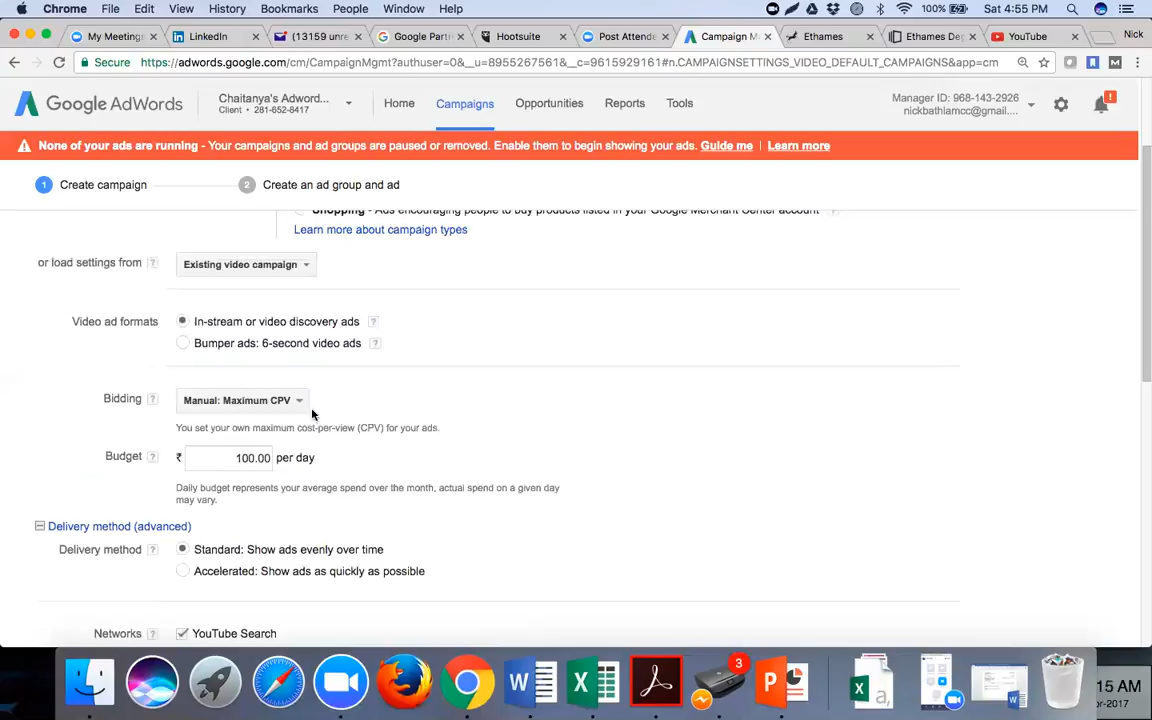 Chrome File Edit View History Bookmarks People Window Help 100% Sat 4:55 PM
My Meeting LinkedIn (13159 unre Google Part Hootsuite Post Attende Campaign M Ethames Ethames De YouTube Nick
Secure https://adwords.google.com/cm/CampaignMgmt?authuser=0&__u=8955267561&__c=9615929161#n.CAMPAIGNSETTINGS_VIDEO_DEFAULT_CAMPAIGNS&app=cm
Google AdWords Chaitanya's Adword... Home Campaigns Opportunities Reports Tools Manager ID: 968-143-2926
Client • 281-652-6417 nickbathlamcc@gmail....
None of your ads are running - Your campaigns and ad groups are paused or removed. Enable them to begin showing your ads. Guide me | Learn more
1 Create campaign 2 Create an ad group and ad
Shopping - Ads encouraging people to buy products listed in your Google Merchant Center account ?
Learn more about campaign types
or load settings from ? Existing video campaign
Video ad formats In-stream or video discovery ads ?
Bumper ads: 6-second video ads ?
Bidding ? Manual: Maximum CPV
You set your own maximum cost-per-view (CPV) for your ads.
Budget ? ₹ 100.00 per day
Daily budget represents your average spend over the month, actual spend on a given day
may vary.
Delivery method (advanced)
Delivery method ? Standard: Show ads evenly over time
Accelerated: Show ads as quickly as possible
Networks ? YouTube Search
3
15 AM